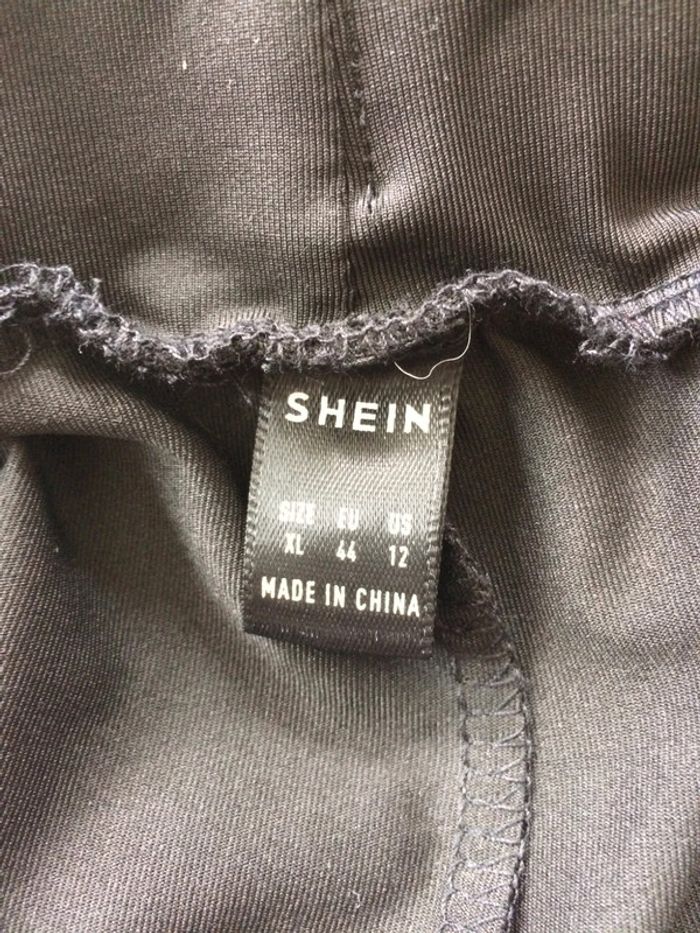 SHEIN
SIZE EU US
XL 44 12
MADE IN CHINA